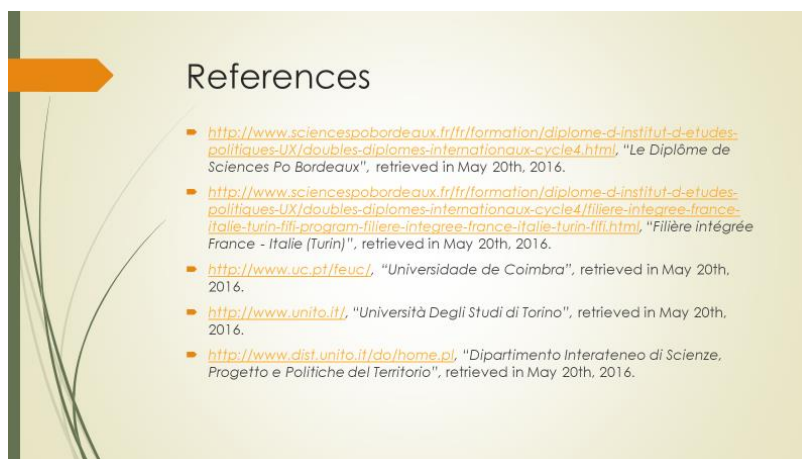 References
http://www.sciencespobordeaux.fr/fr/formation/diplome-d-institut-d-etudes-
politiques-UX/doubles-diplomes-internationaux-cycle4.html, “Le Diplôme de
Sciences Po Bordeaux”, retrieved in May 20th, 2016.
http://www.sciencespobordeaux.fr/fr/formation/diplome-d-institut-d-etudes-
politiques-UX/doubles-diplomes-internationaux-cycle4/filiere-integree-france-
italie-turin-fifi-program-filiere-integree-france-italie-turin-fifi.html, “Filière intégrée
France - Italie (Turin)”, retrieved in May 20th, 2016.
http://www.uc.pt/feuc/, “Universidade de Coimbra”, retrieved in May 20th,
2016.
http://www.unito.it/, “Università Degli Studi di Torino”, retrieved in May 20th,
2016.
http://www.dist.unito.it/do/home.pl, “Dipartimento Interateneo di Scienze,
Progetto e Politiche del Territorio”, retrieved in May 20th, 2016.